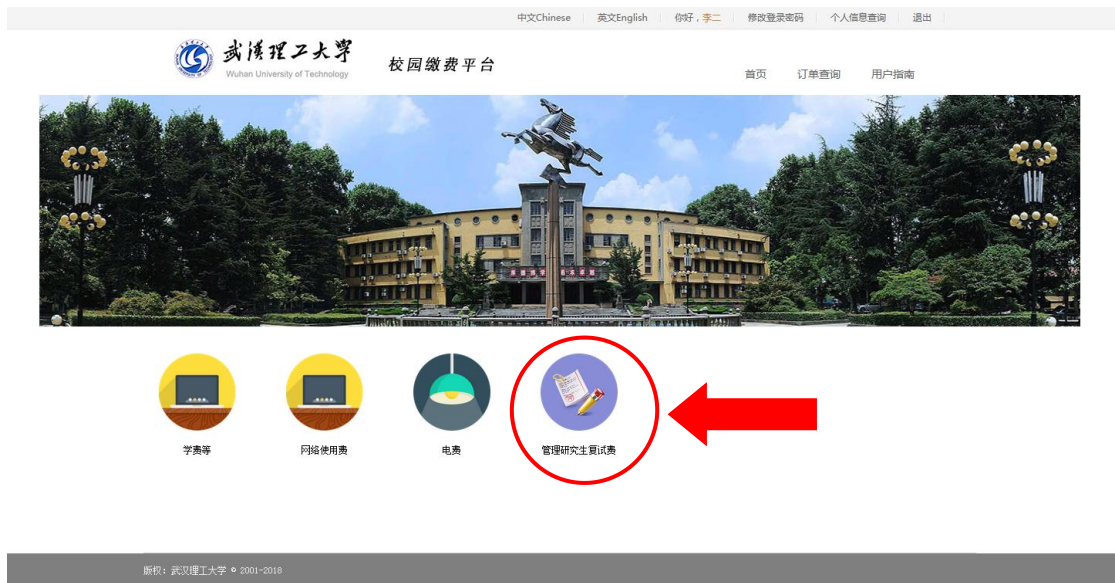 中文Chinese 英文English 你好，李二 修改登录密码 个人信息查询 退出
武汉理工大学
Wuhan University of Technology
校园缴费平台
首页 订单查询 用户指南
学费等 网络使用费 电费 管理研究生复试费
版权：武汉理工大学 © 2001-2018